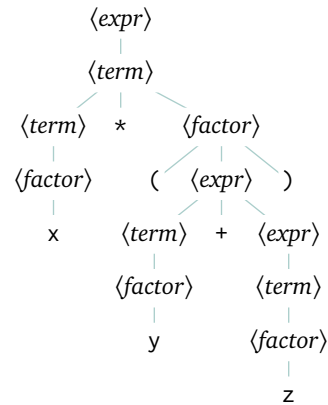 ⟨expr⟩
⟨term⟩
⟨term⟩ * ⟨factor⟩
⟨factor⟩ ( ⟨expr⟩ )
x ⟨term⟩ + ⟨expr⟩
⟨factor⟩ ⟨term⟩
y ⟨factor⟩
z